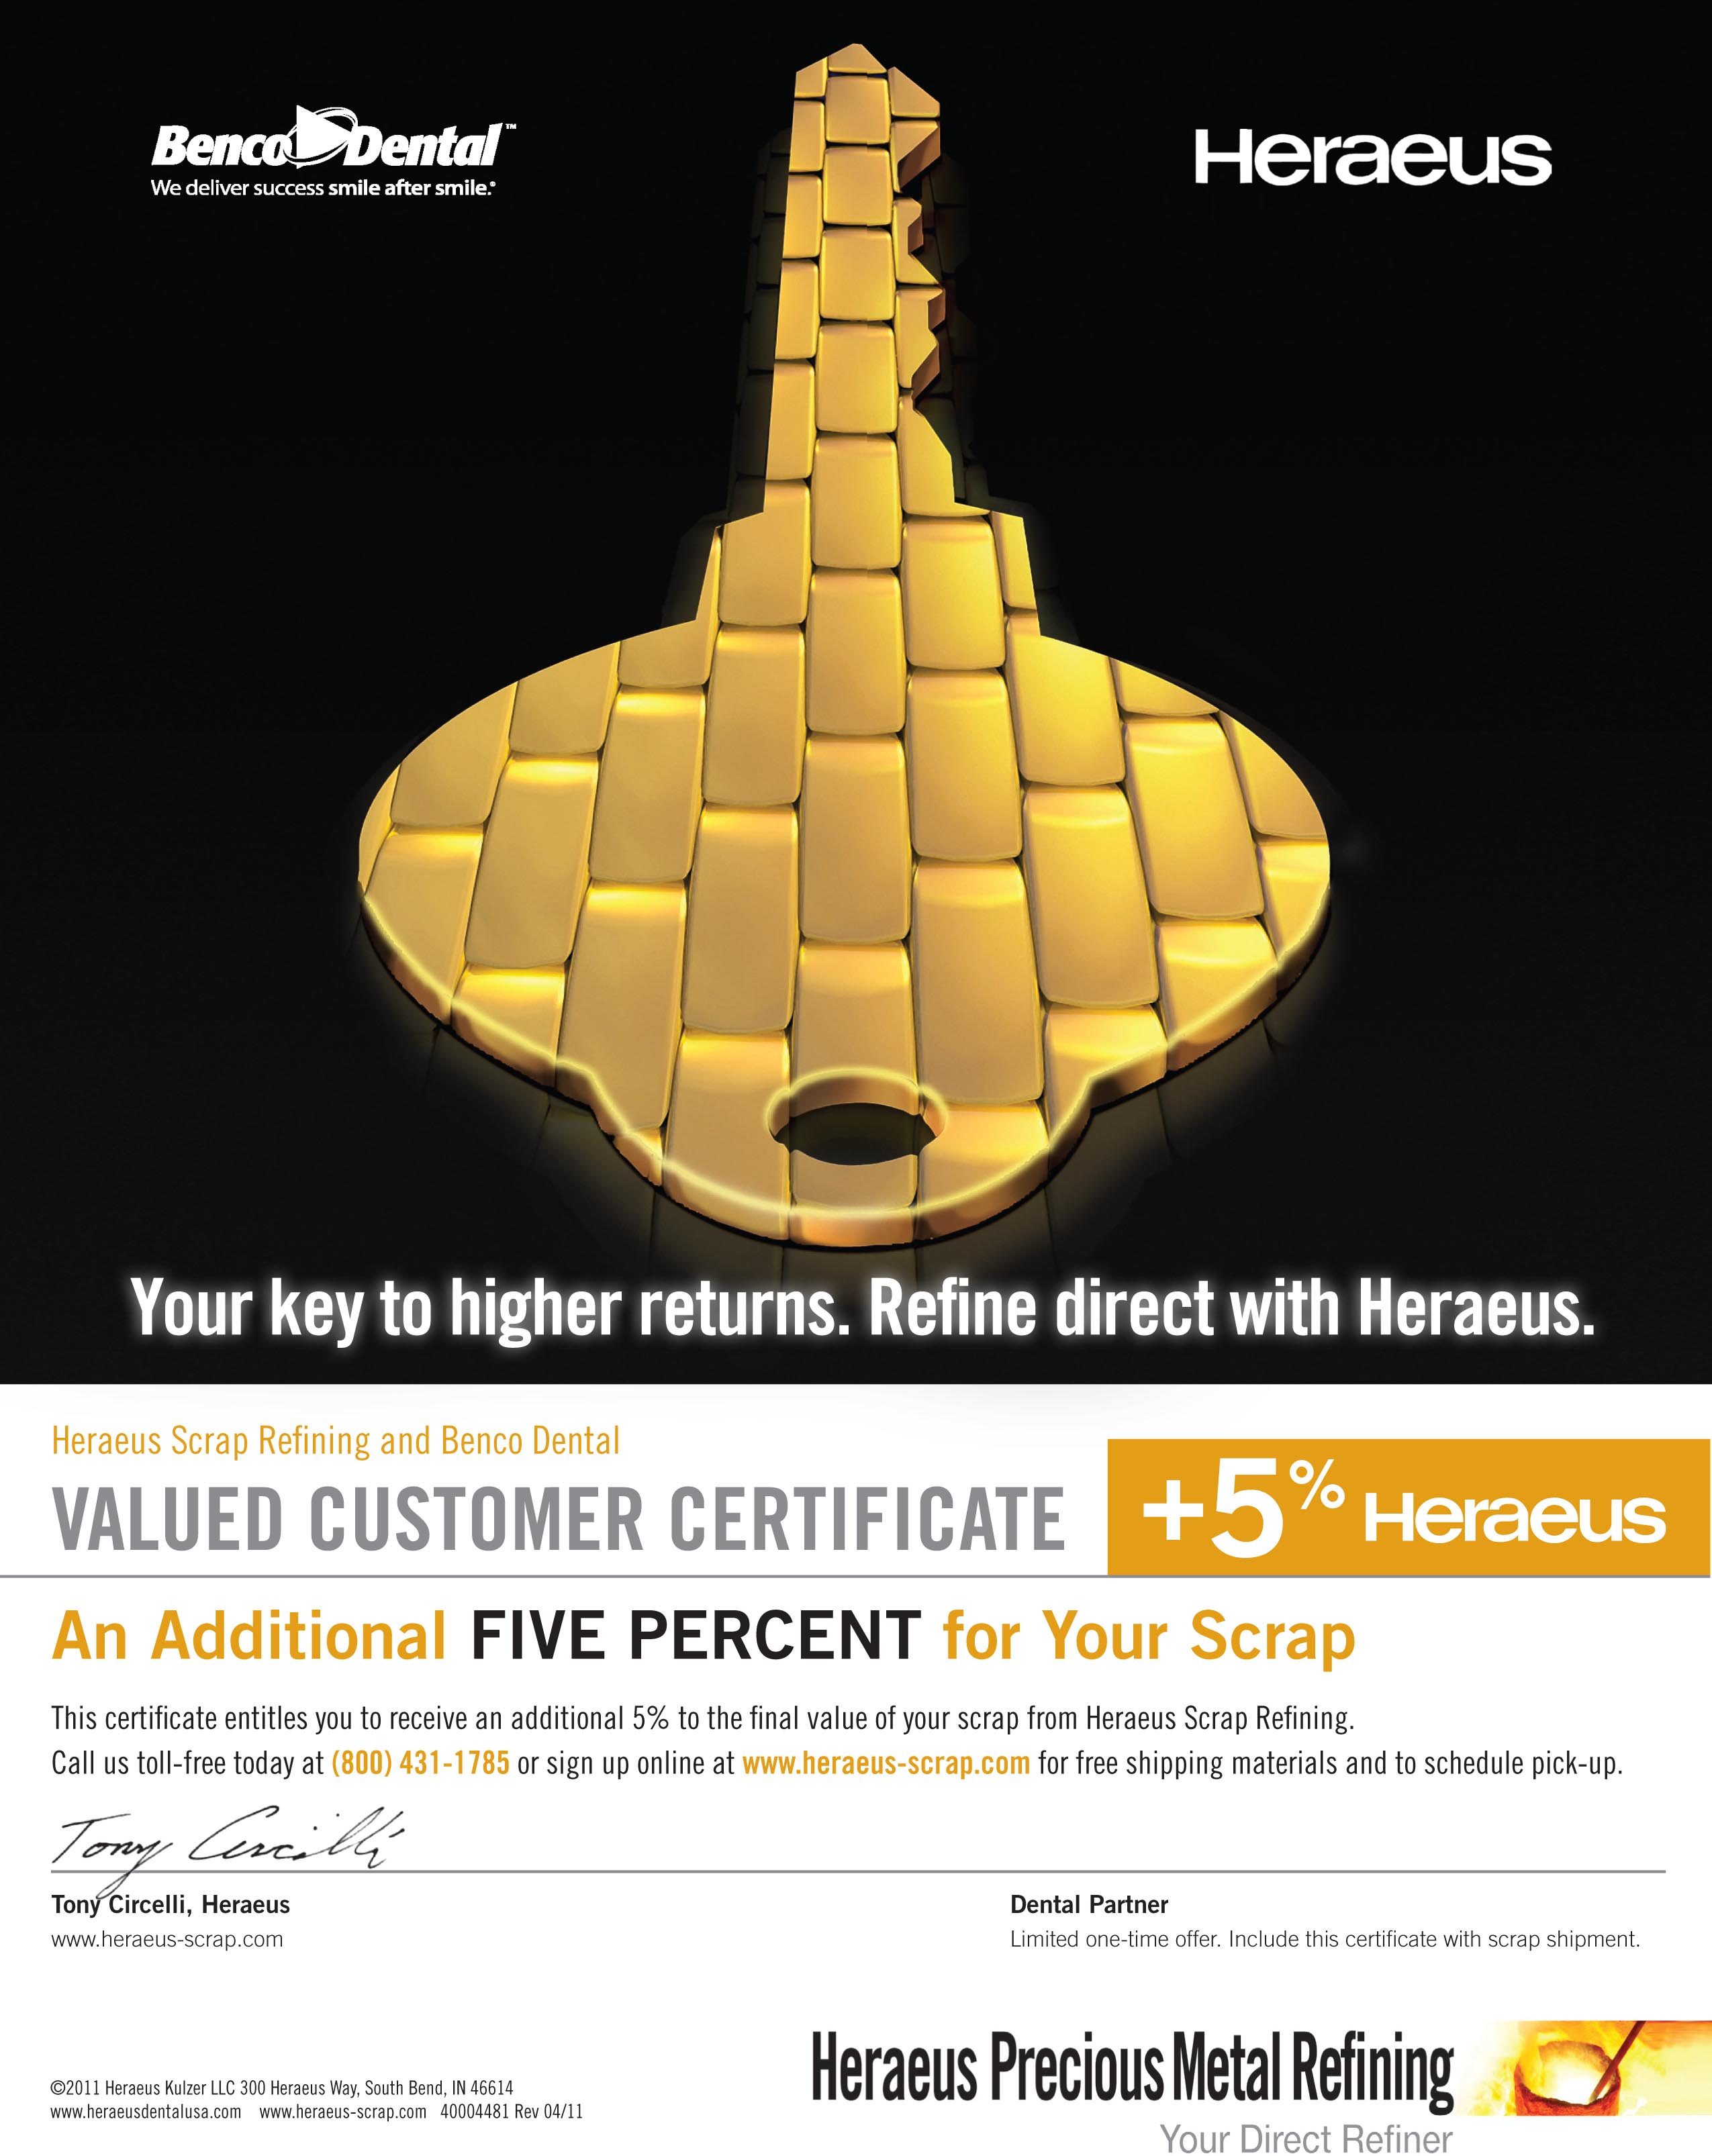 Benco Dental™
We deliver success smile after smile.®
Heraeus
Your key to higher returns. Refine direct with Heraeus.
Heraeus Scrap Refining and Benco Dental
VALUED CUSTOMER CERTIFICATE
+5% Heraeus
An Additional FIVE PERCENT for Your Scrap
This certificate entitles you to receive an additional 5% to the final value of your scrap from Heraeus Scrap Refining.
Call us toll-free today at (800) 431-1785 or sign up online at www.heraeus-scrap.com for free shipping materials and to schedule pick-up.
Tony Circelli
Tony Circelli, Heraeus
www.heraeus-scrap.com
Dental Partner
Limited one-time offer. Include this certificate with scrap shipment.
Heraeus Precious Metal Refining
Your Direct Refiner
©2011 Heraeus Kulzer LLC 300 Heraeus Way, South Bend, IN 46614
www.heraeusdentalusa.com www.heraeus-scrap.com 40004481 Rev 04/11